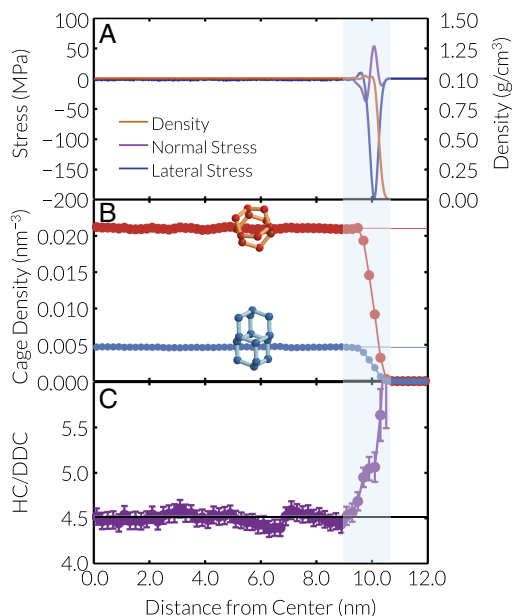 A
Stress (MPa)
100
50
0
−50
−100
−150
−200
Density
Normal Stress
Lateral Stress
1.50
1.25
1.00
0.10
0.75
0.50
0.25
0.00
Density (g/cm³)
B
Cage Density (nm⁻³)
0.020
0.015
0.010
0.005
0.000
C
HC/DDC
5.5
5.0
4.5
4.0
0.0 2.0 4.0 6.0 8.0 10.0 12.0
Distance from Center (nm)